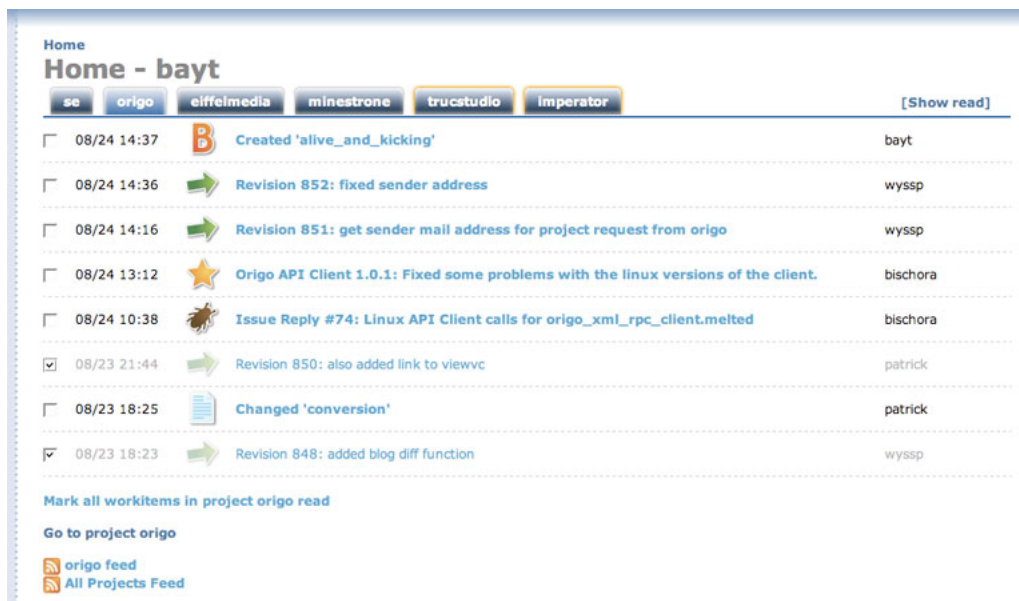 Home
Home - bayt
se origo eiffelmedia minestrone trucstudio imperator [Show read]
08/24 14:37 B Created 'alive_and_kicking' bayt
08/24 14:36 Revision 852: fixed sender address wyssp
08/24 14:16 Revision 851: get sender mail address for project request from origo wyssp
08/24 13:12 Origo API Client 1.0.1: Fixed some problems with the linux versions of the client. bischora
08/24 10:38 Issue Reply #74: Linux API Client calls for origo_xml_rpc_client.melted bischora
08/23 21:44 Revision 850: also added link to viewvc patrick
08/23 18:25 Changed 'conversion' patrick
08/23 18:23 Revision 848: added blog diff function wyssp
Mark all workitems in project origo read
Go to project origo
origo feed
All Projects Feed